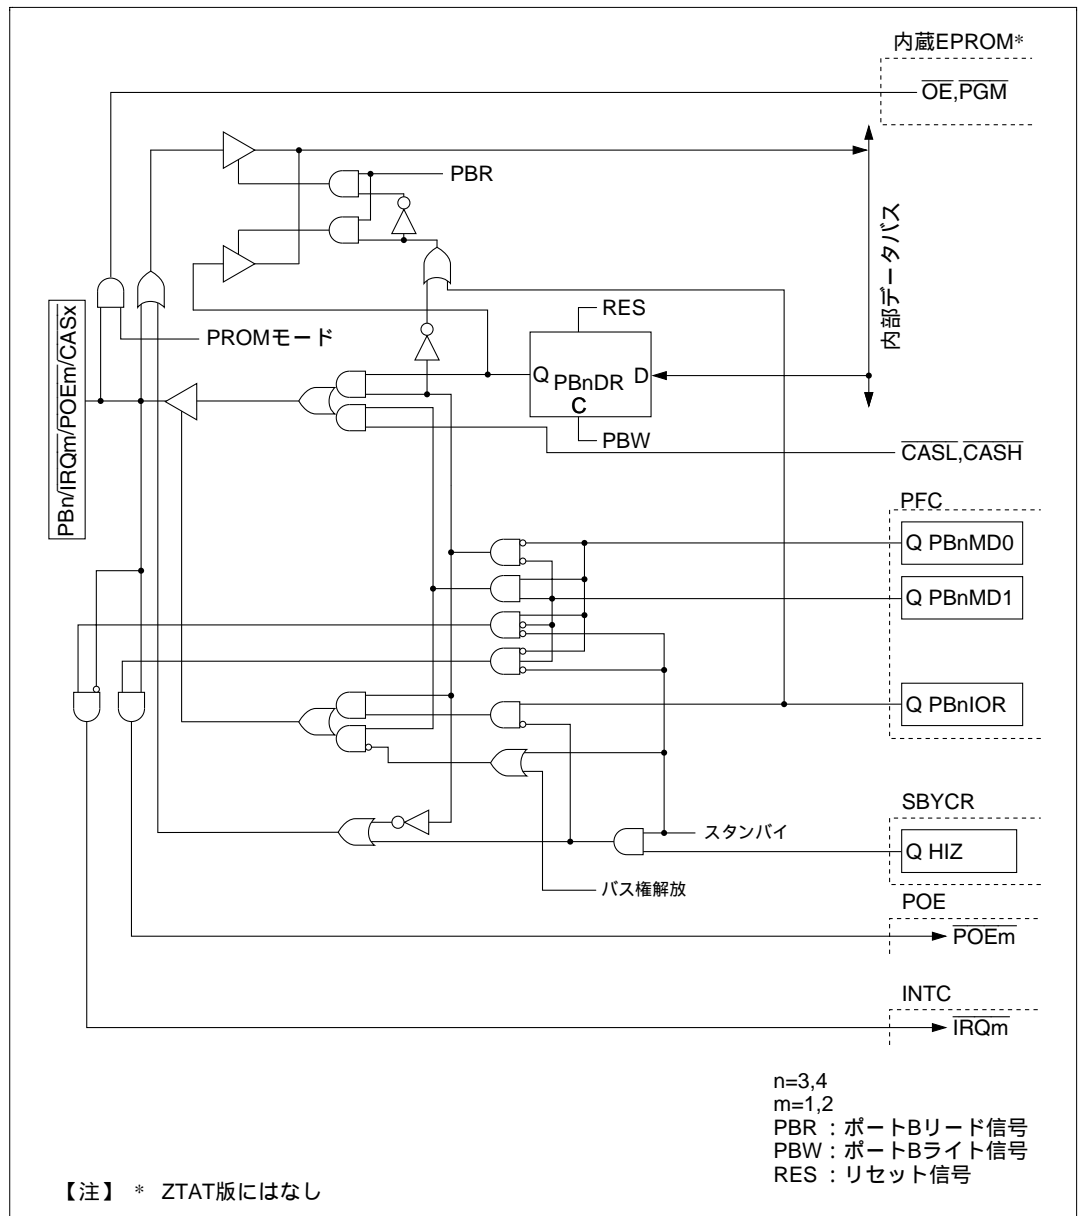 内蔵EPROM*
OE,PGM
PBR
内部データバス
RES
PROMモード
Q PBnDR D
C
PBn/IRQm/POEm/CASx
PBW
CASL,CASH
PFC
Q PBnMD0
Q PBnMD1
Q PBnIOR
SBYCR
スタンバイ
Q HIZ
バス権解放
POE
POEm
INTC
IRQm
n=3,4
m=1,2
PBR : ポートBリード信号
PBW : ポートBライト信号
RES : リセット信号
【注】 * ZTAT版にはなし